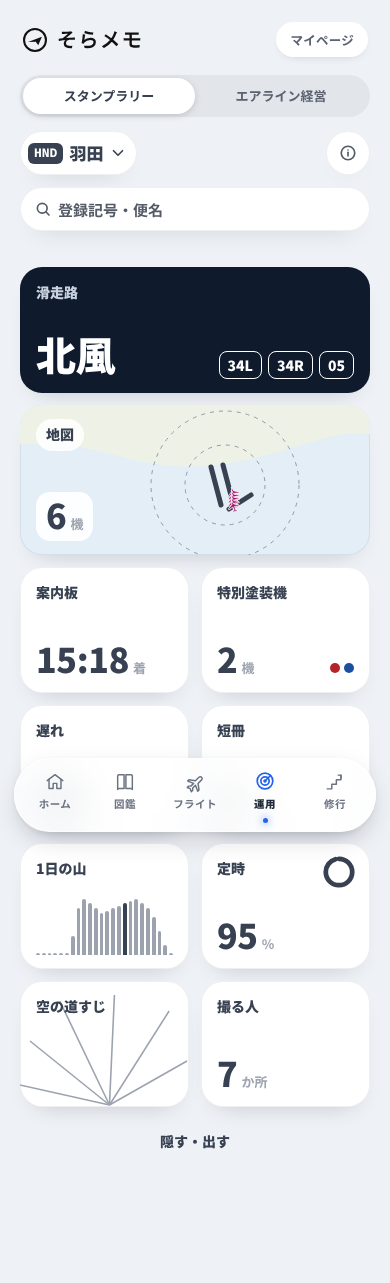 そらメモ
マイページ
スタンプラリー
エアライン経営
HND 羽田
登録記号・便名
滑走路
北風
34L 34R 05
地図
6 機
案内板
15:18 着
特別塗装機
2 機
遅れ
短冊
ホーム
図鑑
フライト
運用
修行
1日の山
定時
95 %
空の道すじ
撮る人
7 か所
隠す・出す